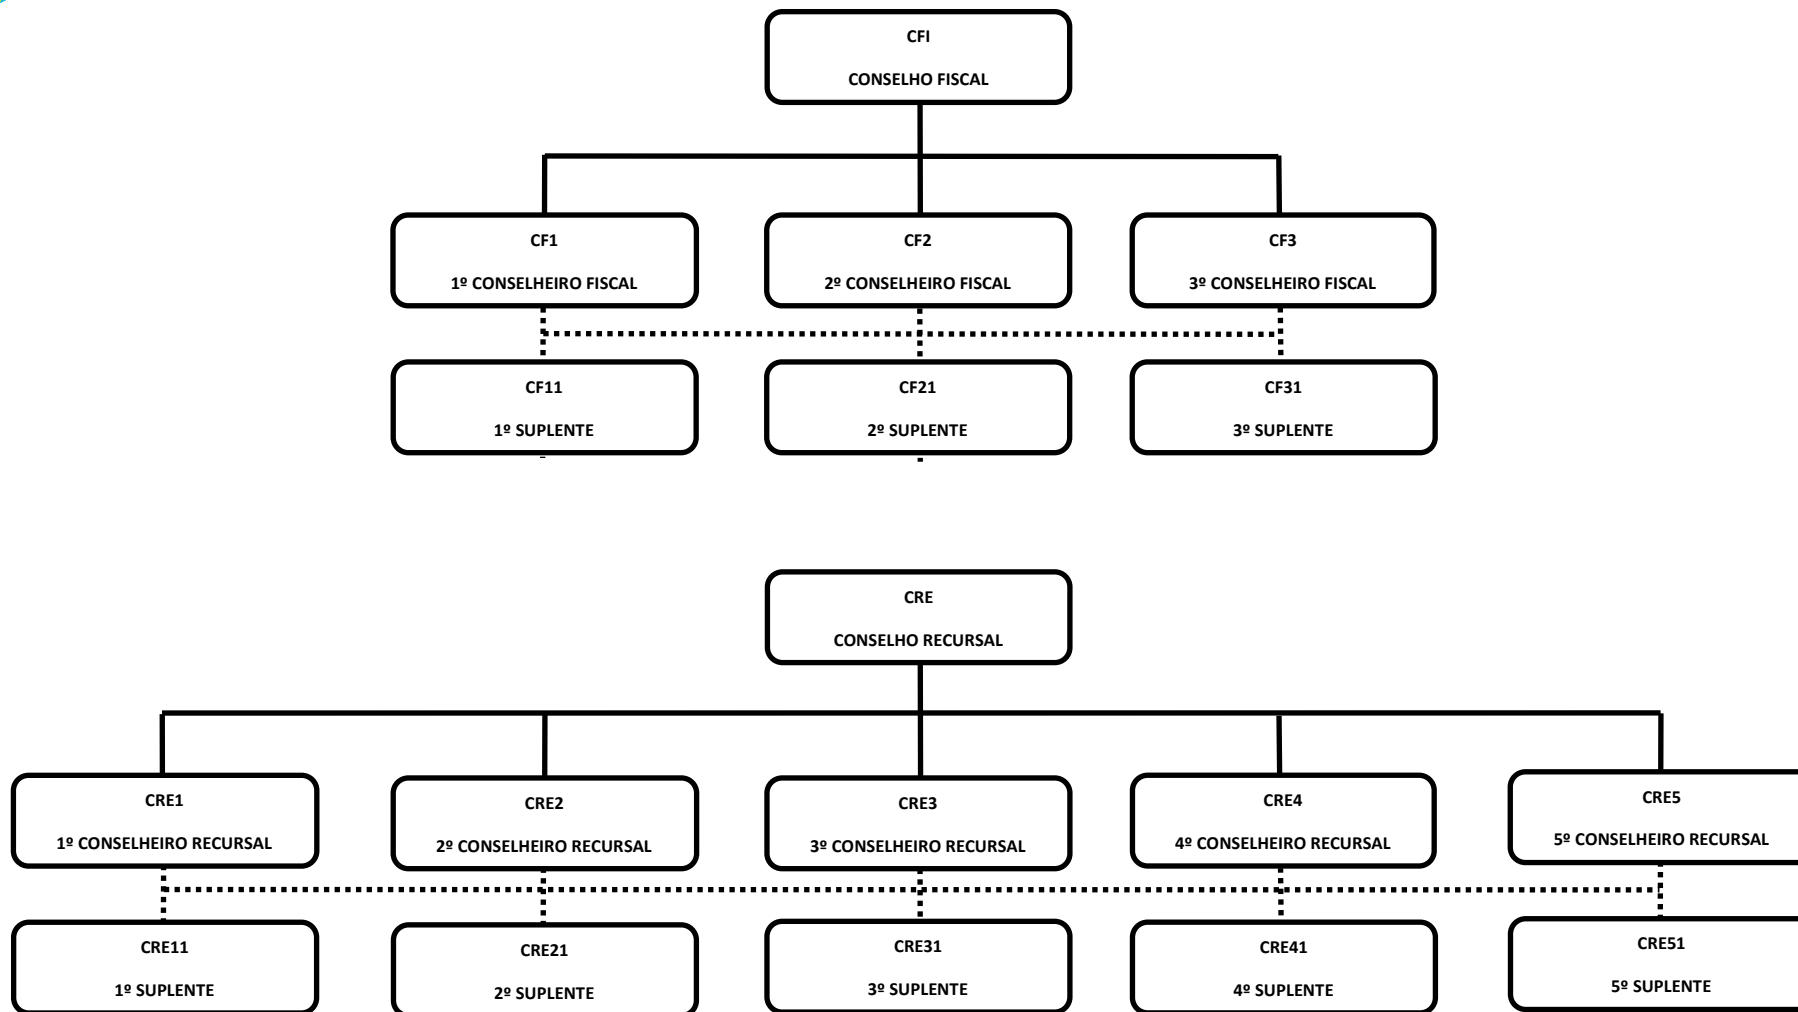 CFI
CONSELHO FISCAL
CF1
1º CONSELHEIRO FISCAL
CF2
2º CONSELHEIRO FISCAL
CF3
3º CONSELHEIRO FISCAL
CF11
1º SUPLENTE
CF21
2º SUPLENTE
CF31
3º SUPLENTE
CRE
CONSELHO RECURSAL
CRE1
1º CONSELHEIRO RECURSAL
CRE2
2º CONSELHEIRO RECURSAL
CRE3
3º CONSELHEIRO RECURSAL
CRE4
4º CONSELHEIRO RECURSAL
CRE5
5º CONSELHEIRO RECURSAL
CRE11
1º SUPLENTE
CRE21
2º SUPLENTE
CRE31
3º SUPLENTE
CRE41
4º SUPLENTE
CRE51
5º SUPLENTE